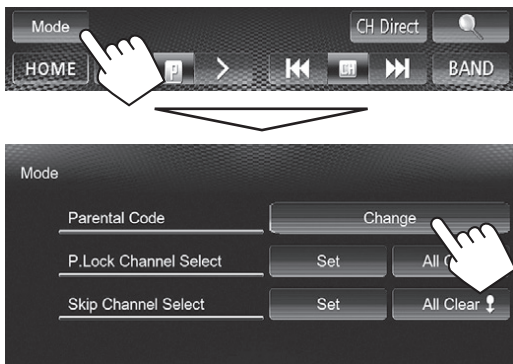 Mode CH Direct
HOME P CH BAND
Mode
Parental Code Change
P.Lock Channel Select Set All
Skip Channel Select Set All Clear